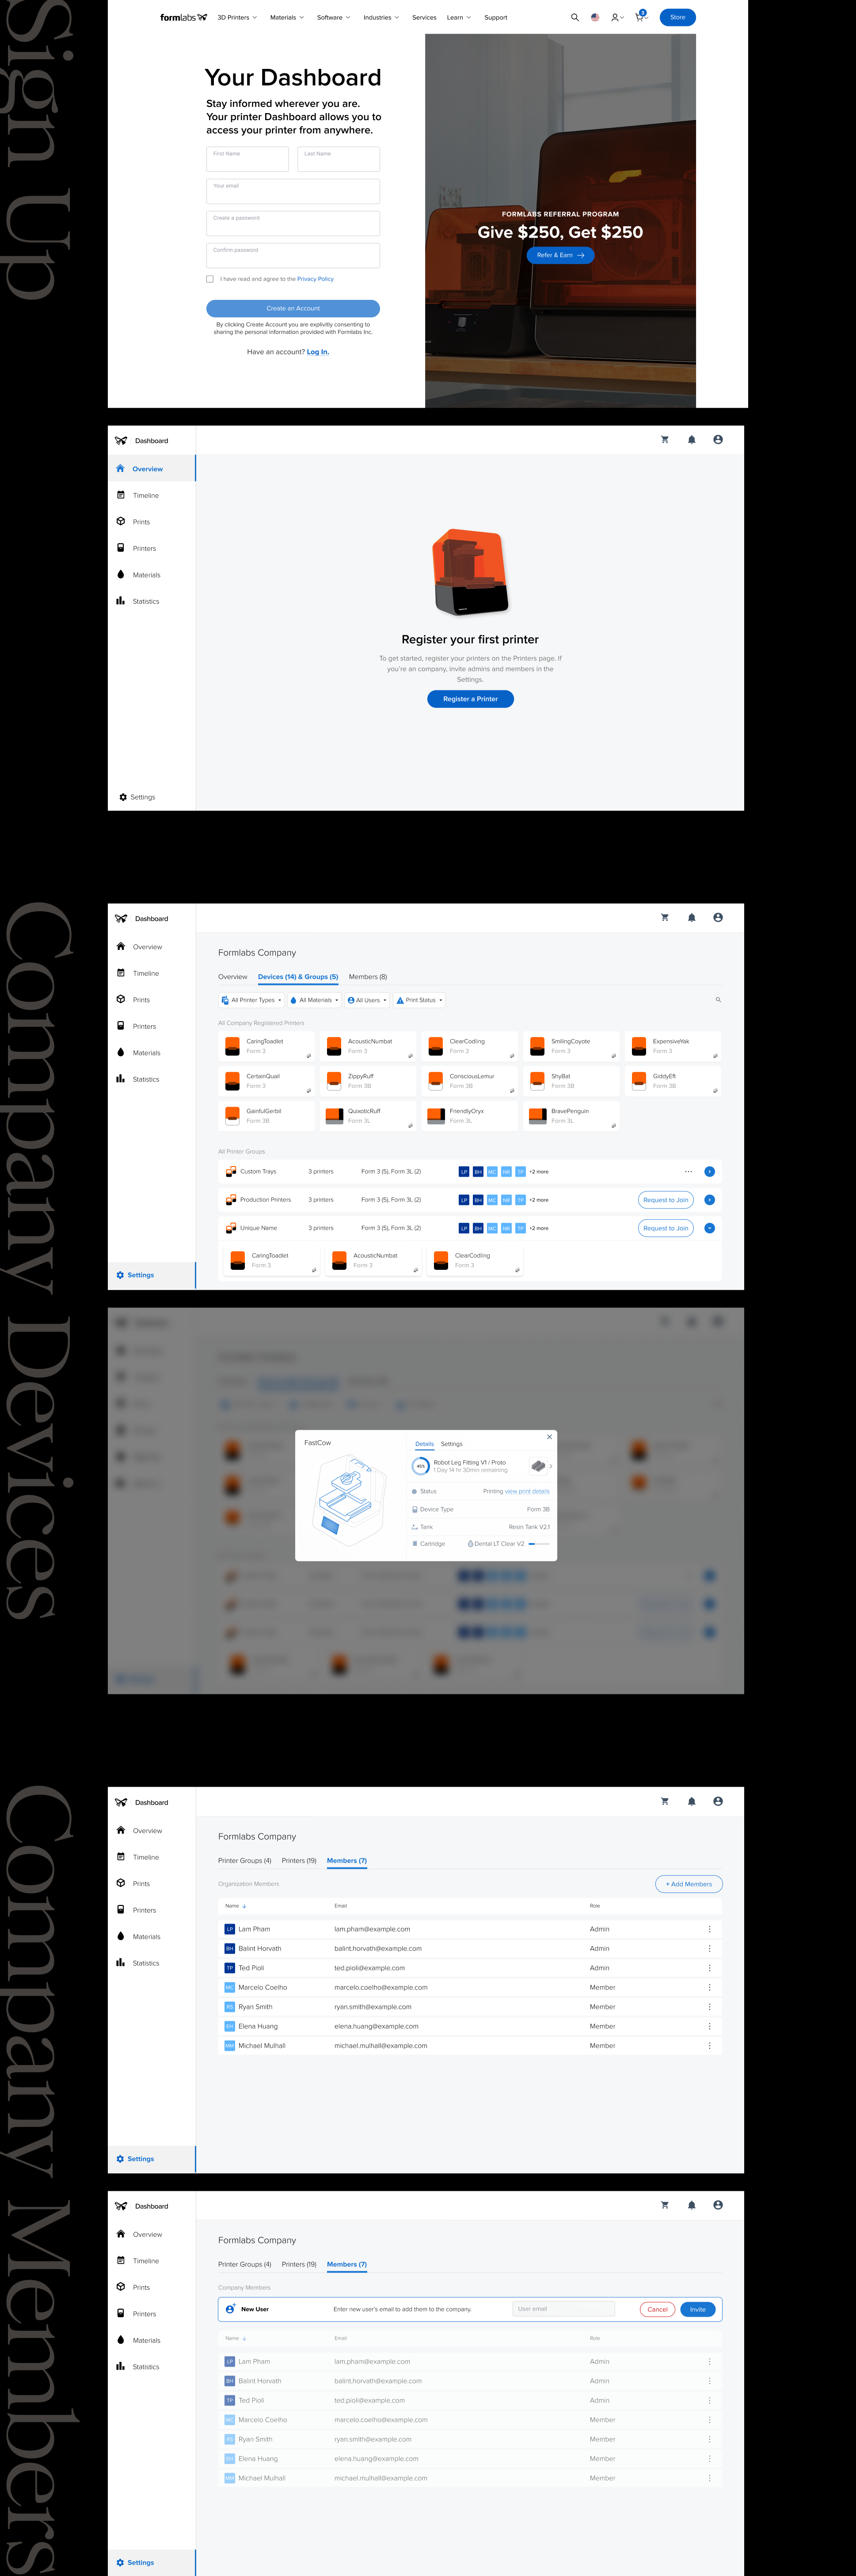 Sign Up
formlabs
3D Printers
Materials
Software
Industries
Services
Learn
Support
Store
Your Dashboard
Stay informed wherever you are.
Your printer Dashboard allows you to
access your printer from anywhere.
First Name
Last Name
Your email
Create a password
Confirm password
I have read and agree to the Privacy Policy
Create an Account
By clicking Create Account you are explivitly consenting to
sharing the personal information provided with Formlabs Inc.
Have an account? Log In.
FORMLABS REFERRAL PROGRAM
Give $250, Get $250
Refer & Earn
Dashboard
Overview
Timeline
Prints
Printers
Materials
Statistics
Settings
Register your first printer
To get started, register your printers on the Printers page. If
you're an company, invite admins and members in the
Settings.
Register a Printer
Company Devices
Dashboard
Overview
Timeline
Prints
Printers
Materials
Statistics
Settings
Formlabs Company
Overview
Devices (14) & Groups (5)
Members (8)
All Printer Types
All Materials
All Users
Print Status
All Company Registered Printers
CaringToadlet
Form 3
AcousticNumbat
Form 3
ClearCodling
Form 3
SmilingCoyote
Form 3
ExpensiveYak
Form 3
CertainQuail
Form 3
ZippyRuff
Form 3B
ConsciousLemur
Form 3B
ShyBat
Form 3B
GiddyEft
Form 3B
GainfulGerbil
Form 3B
QuixoticRuff
Form 3L
FriendlyOryx
Form 3L
BravePenguin
Form 3L
All Printer Groups
Custom Trays
3 printers
Form 3 (5), Form 3L (2)
LP BH MC NR TP +2 more
Production Printers
3 printers
Form 3 (5), Form 3L (2)
LP BH MC NR TP +2 more
Request to Join
Unique Name
3 printers
Form 3 (5), Form 3L (2)
LP BH MC NR TP +2 more
Request to Join
CaringToadlet
Form 3
AcousticNumbat
Form 3
ClearCodling
Form 3
FastCow
Details
Settings
45%
Robot Leg Fitting V1 / Proto
1 Day 14 hr 30min remaining
Status
Printing view print details
Device Type
Form 3B
Tank
Resin Tank V2.1
Cartridge
Dental LT Clear V2
Company Members
Dashboard
Overview
Timeline
Prints
Printers
Materials
Statistics
Settings
Formlabs Company
Printer Groups (4)
Printers (19)
Members (7)
Organization Members
+ Add Members
Name
Email
Role
LP Lam Pham lam.pham@example.com Admin
BH Balint Horvath balint.horvath@example.com Admin
TP Ted Pioli ted.pioli@example.com Admin
MC Marcelo Coelho marcelo.coelho@example.com Member
RS Ryan Smith ryan.smith@example.com Member
EH Elena Huang elena.huang@example.com Member
MM Michael Mulhall michael.mulhall@example.com Member
Dashboard
Overview
Timeline
Prints
Printers
Materials
Statistics
Settings
Formlabs Company
Printer Groups (4)
Printers (19)
Members (7)
Company Members
New User
Enter new user's email to add them to the company.
User email
Cancel
Invite
Name
Email
Role
LP Lam Pham lam.pham@example.com Admin
BH Balint Horvath balint.horvath@example.com Admin
TP Ted Pioli ted.pioli@example.com Admin
MC Marcelo Coelho marcelo.coelho@example.com Member
RS Ryan Smith ryan.smith@example.com Member
EH Elena Huang elena.huang@example.com Member
MM Michael Mulhall michael.mulhall@example.com Member